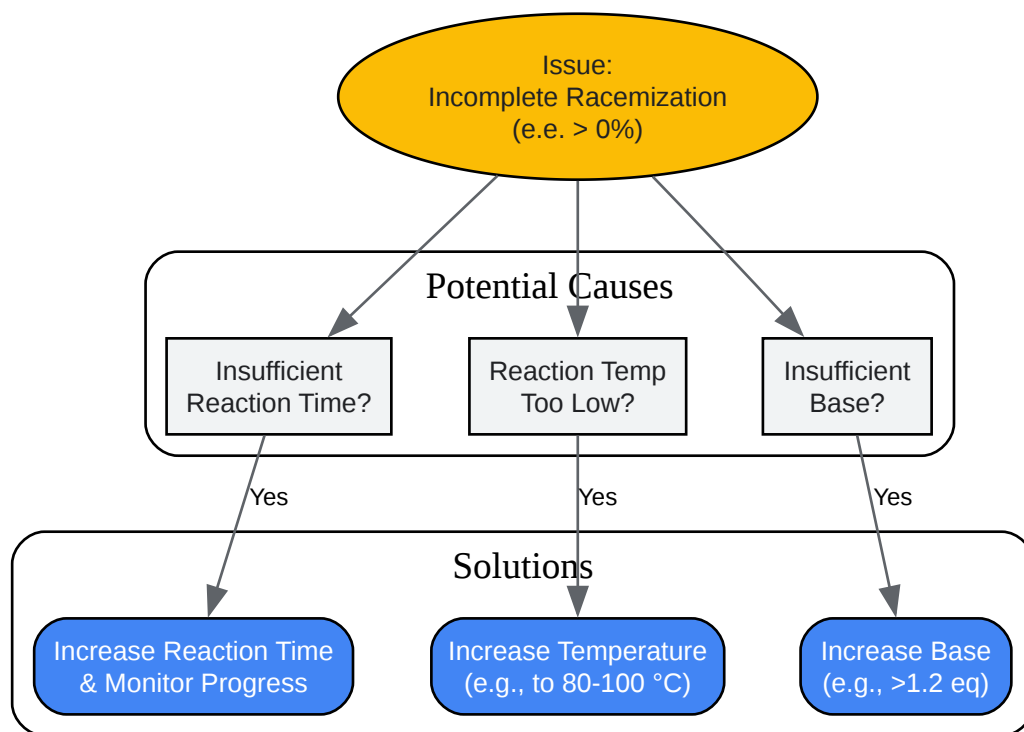 Issue:
Incomplete Racemization
(e.e. > 0%)
Potential Causes
Insufficient
Reaction Time?
Reaction Temp
Too Low?
Insufficient
Base?
Yes
Yes
Yes
Solutions
Increase Reaction Time
& Monitor Progress
Increase Temperature
(e.g., to 80-100 °C)
Increase Base
(e.g., >1.2 eq)